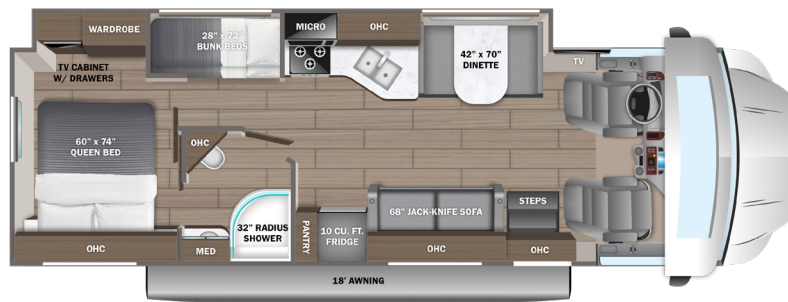 WARDROBE
28" x 72"
BUNK BEDS
MICRO
OHC
42" x 70"
DINETTE
TV
TV CABINET
W/ DRAWERS
60" x 74"
QUEEN BED
OHC
68" JACK-KNIFE SOFA
STEPS
32" RADIUS
SHOWER
PANTRY
10 CU. FT.
FRIDGE
OHC
MED
OHC
OHC
18' AWNING